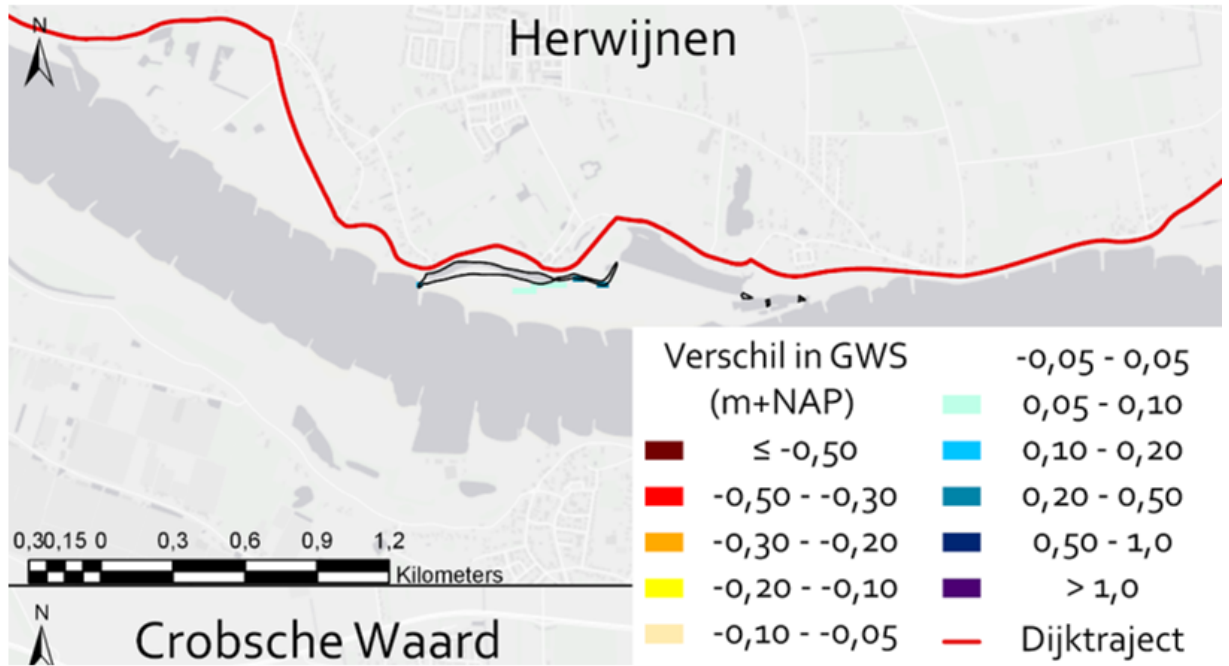 N
Herwijnen
Verschil in GWS
(m+NAP)
≤ -0,50
-0,50 - -0,30
-0,30 - -0,20
-0,20 - -0,10
-0,10 - -0,05
-0,05 - 0,05
0,05 - 0,10
0,10 - 0,20
0,20 - 0,50
0,50 - 1,0
> 1,0
Dijktraject
0,30 0,15 0 0,3 0,6 0,9 1,2
Kilometers
N
Crobsche Waard